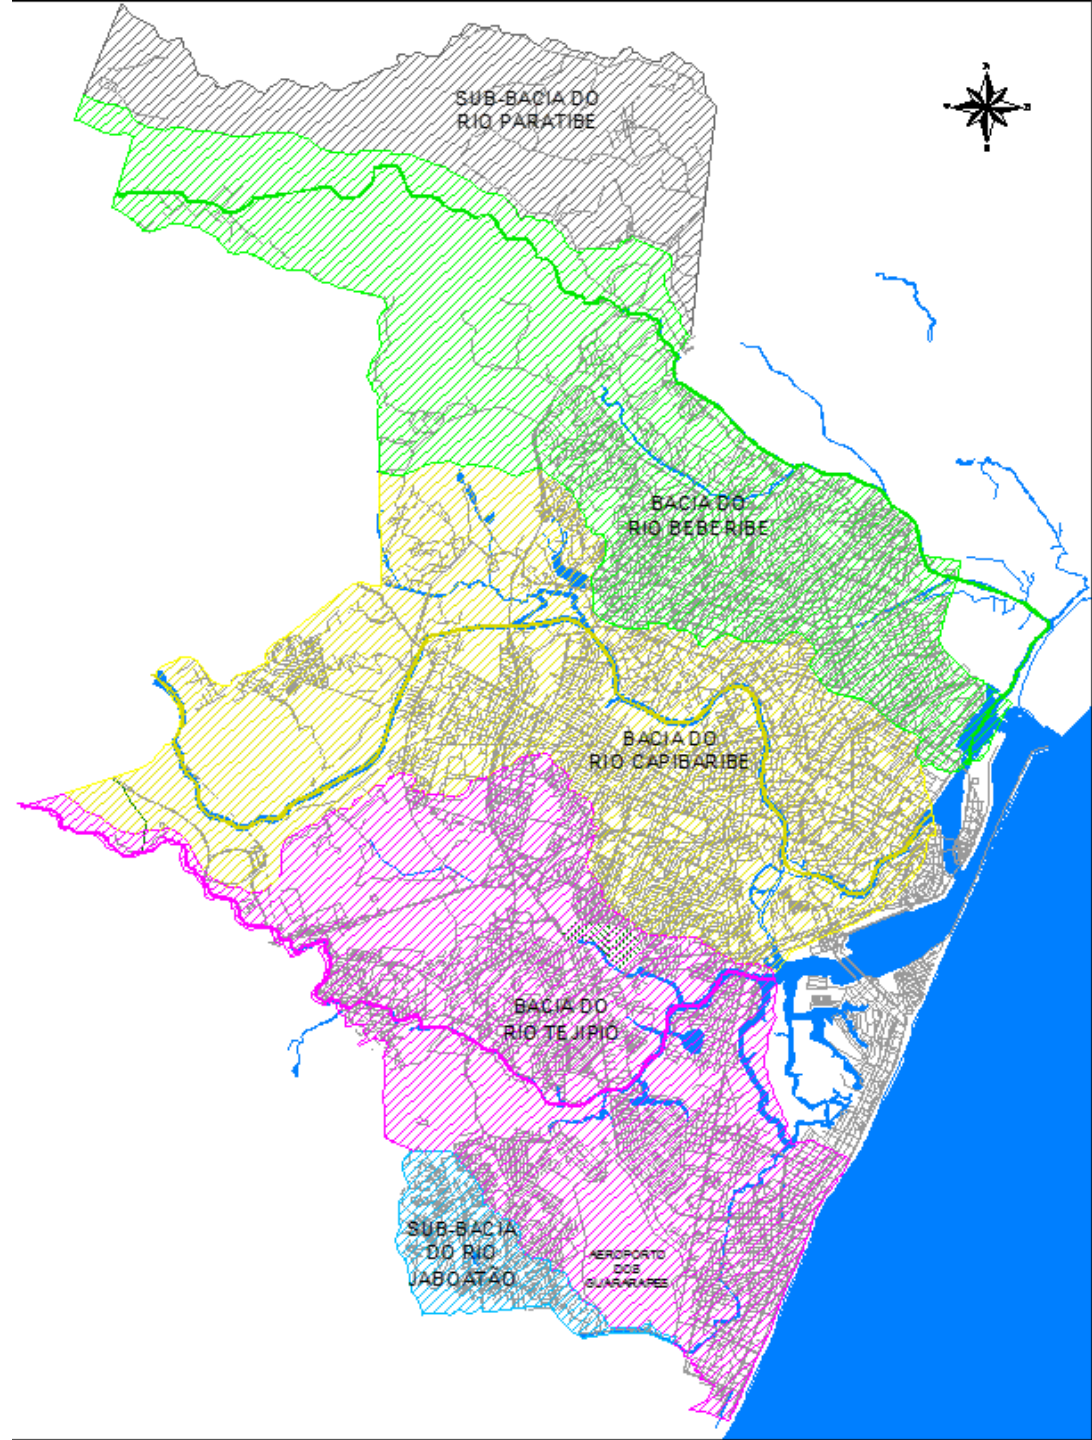 SUB-BACIA DO
RIO PARATIBE
BACIA DO
RIO BEBERIBE
BACIA DO
RIO CAPIBARIBE
BACIA DO
RIO TEJIPIO
SUB-BACIA
DO RIO
JABOATÃO
AEROPORTO
DOS
GUARARAPES